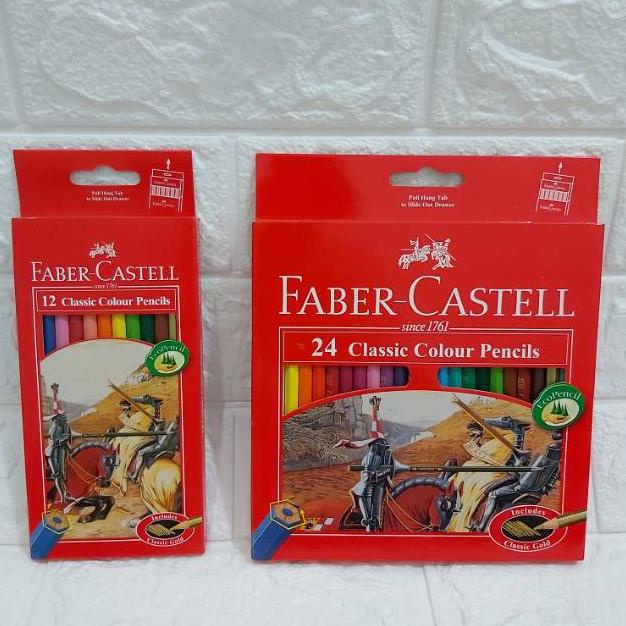 Pull Hang Tab
to Slide Out Drawer
FABER-CASTELL
since 1761
12 Classic Colour Pencils
EcoPencil
Includes
Classic Gold
Pull Hang Tab
to Slide Out Drawer
FABER-CASTELL
since 1761
24 Classic Colour Pencils
EcoPencil
Includes
Classic Gold